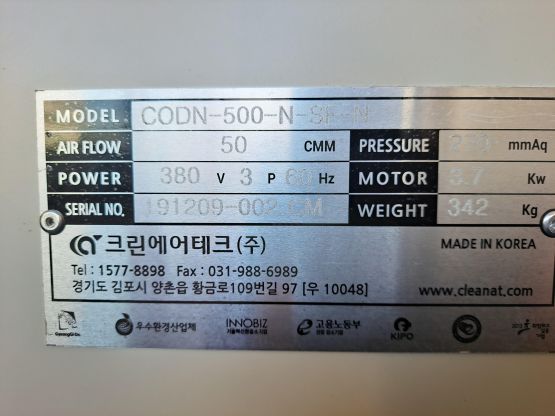 MODEL CODN-500-N-SF-N
AIR FLOW 50 CMM PRESSURE mmAq
POWER 380 V 3 P 60 Hz MOTOR 3.7 Kw
SERIAL NO. 191209-002-CM WEIGHT 342 Kg
크린에어테크(주) MADE IN KOREA
Tel : 1577-8898 Fax : 031-988-6989
경기도 김포시 양촌읍 황금로109번길 97 [우 10048] www.cleanat.com
우수환경산업체 INNOBIZ 고용노동부 KIPO